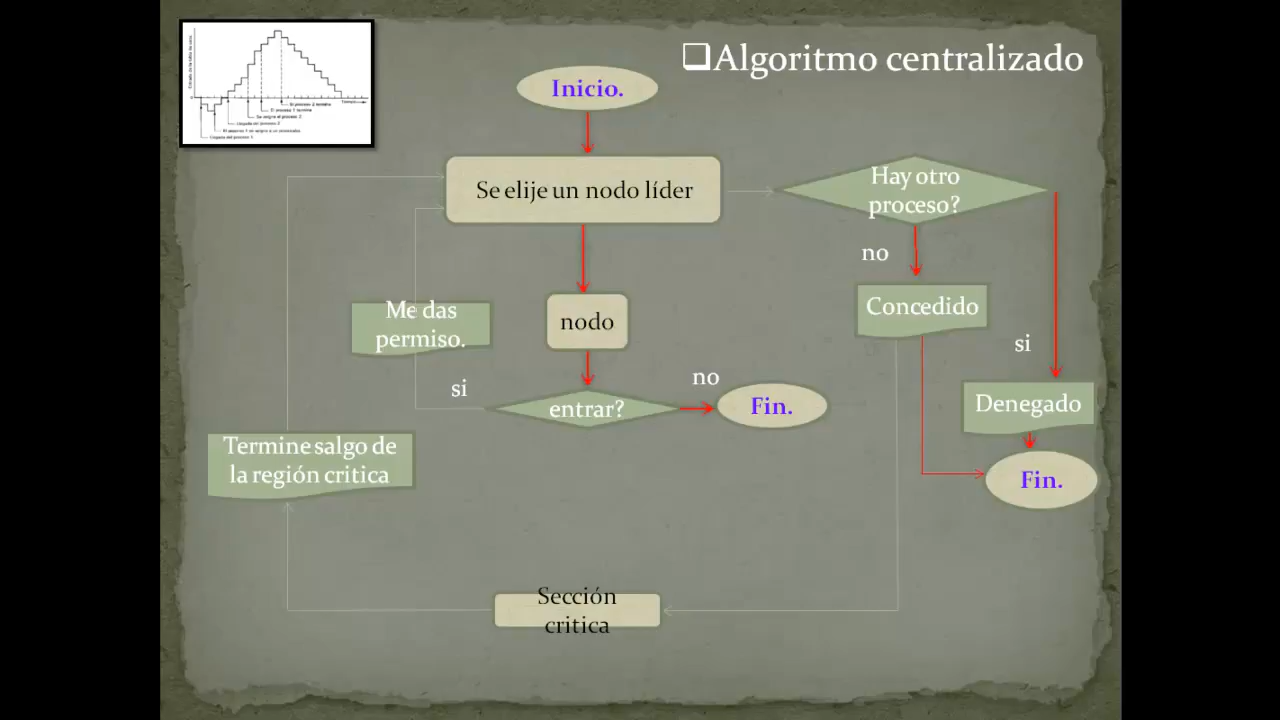 Algoritmo centralizado
Inicio.
Se elije un nodo líder
Hay otro
proceso?
no
Concedido
Me das
permiso.
nodo
si
no
si
entrar?
Fin.
Denegado
Termine salgo de
la región critica
Fin.
Sección
critica